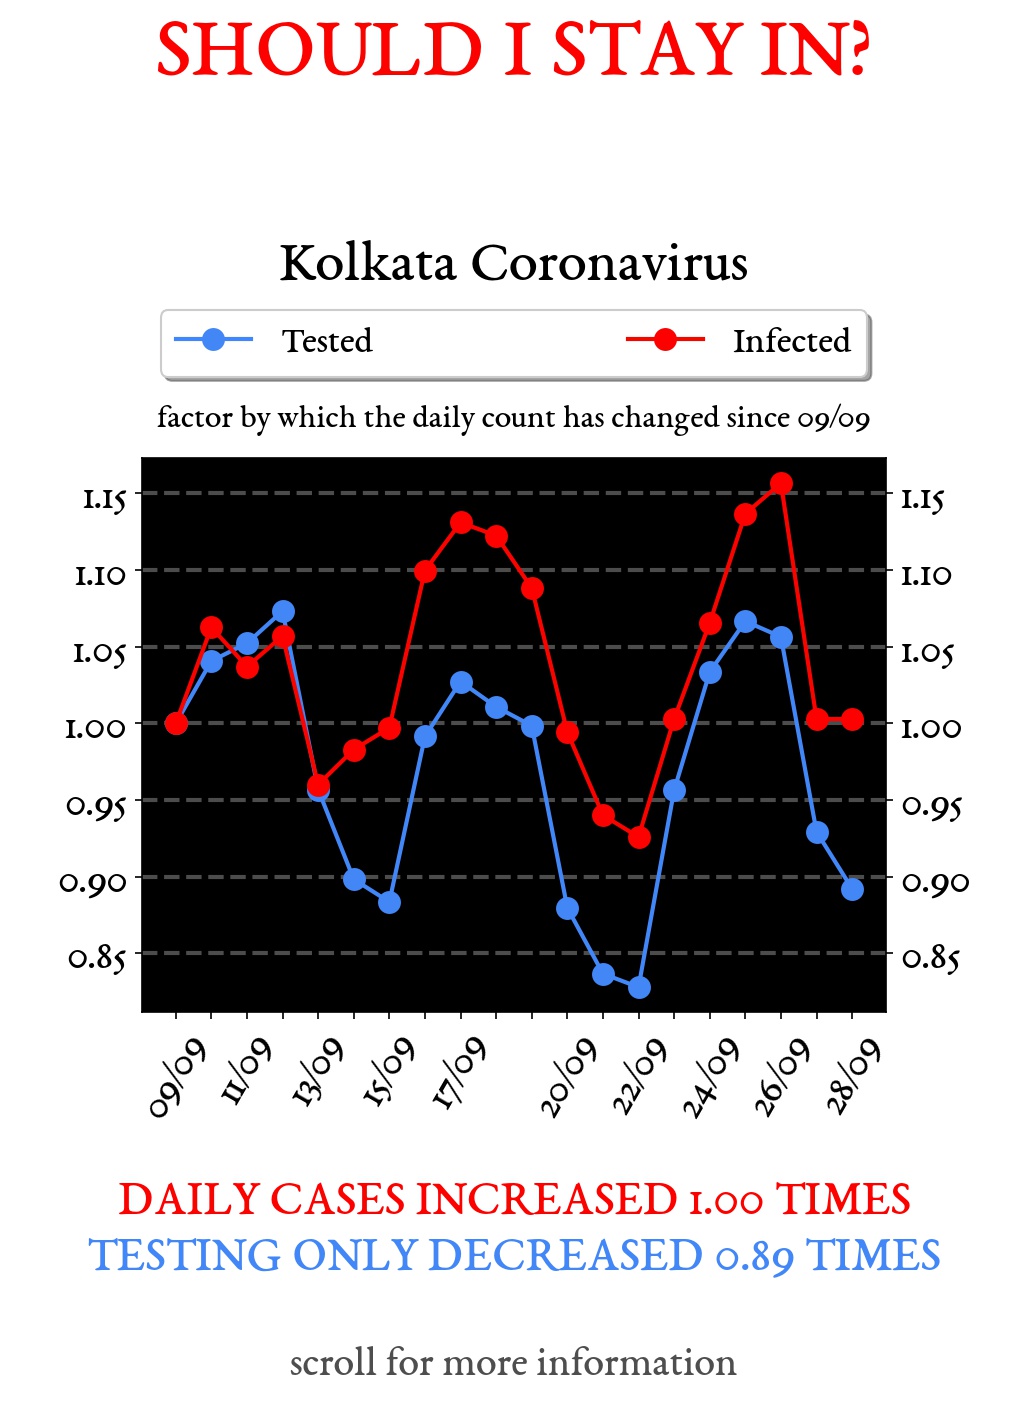 SHOULD I STAY IN?
Kolkata Coronavirus
Tested Infected
factor by which the daily count has changed since 09/09
1.15 1.15
1.10 1.10
1.05 1.05
1.00 1.00
0.95 0.95
0.90 0.90
0.85 0.85
09/09 11/09 13/09 15/09 17/09 20/09 22/09 24/09 26/09 28/09
DAILY CASES INCREASED 1.00 TIMES
TESTING ONLY DECREASED 0.89 TIMES
scroll for more information